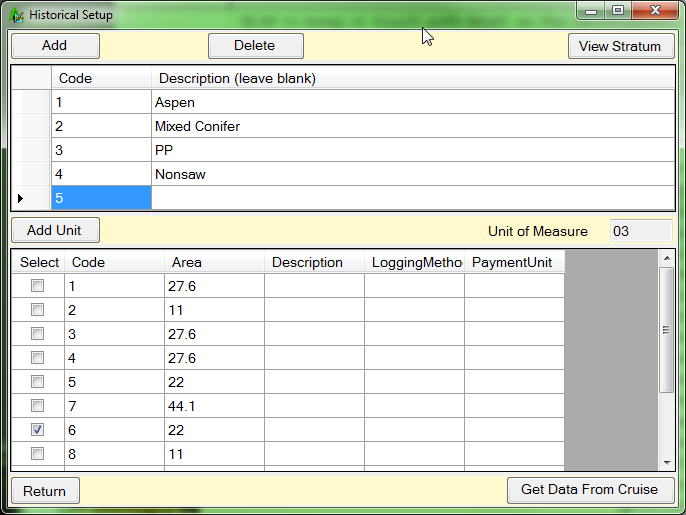 Historical Setup
Add Delete View Stratum
Code Description (leave blank)
1 Aspen
2 Mixed Conifer
3 PP
4 Nonsaw
5
Add Unit Unit of Measure 03
Select Code Area Description LoggingMetho PaymentUnit
1 27.6
2 11
3 27.6
4 27.6
5 22
7 44.1
6 22
8 11
Return Get Data From Cruise